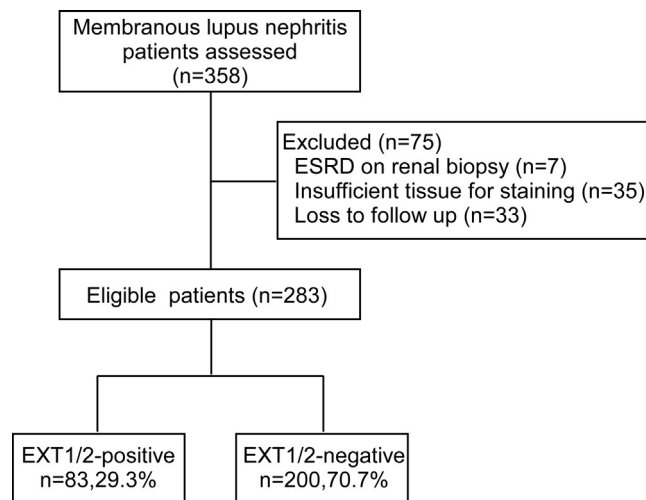 Membranous lupus nephritis
patients assessed
(n=358)
Excluded (n=75)
ESRD on renal biopsy (n=7)
Insufficient tissue for staining (n=35)
Loss to follow up (n=33)
Eligible patients (n=283)
EXT1/2-positive
n=83,29.3%
EXT1/2-negative
n=200,70.7%